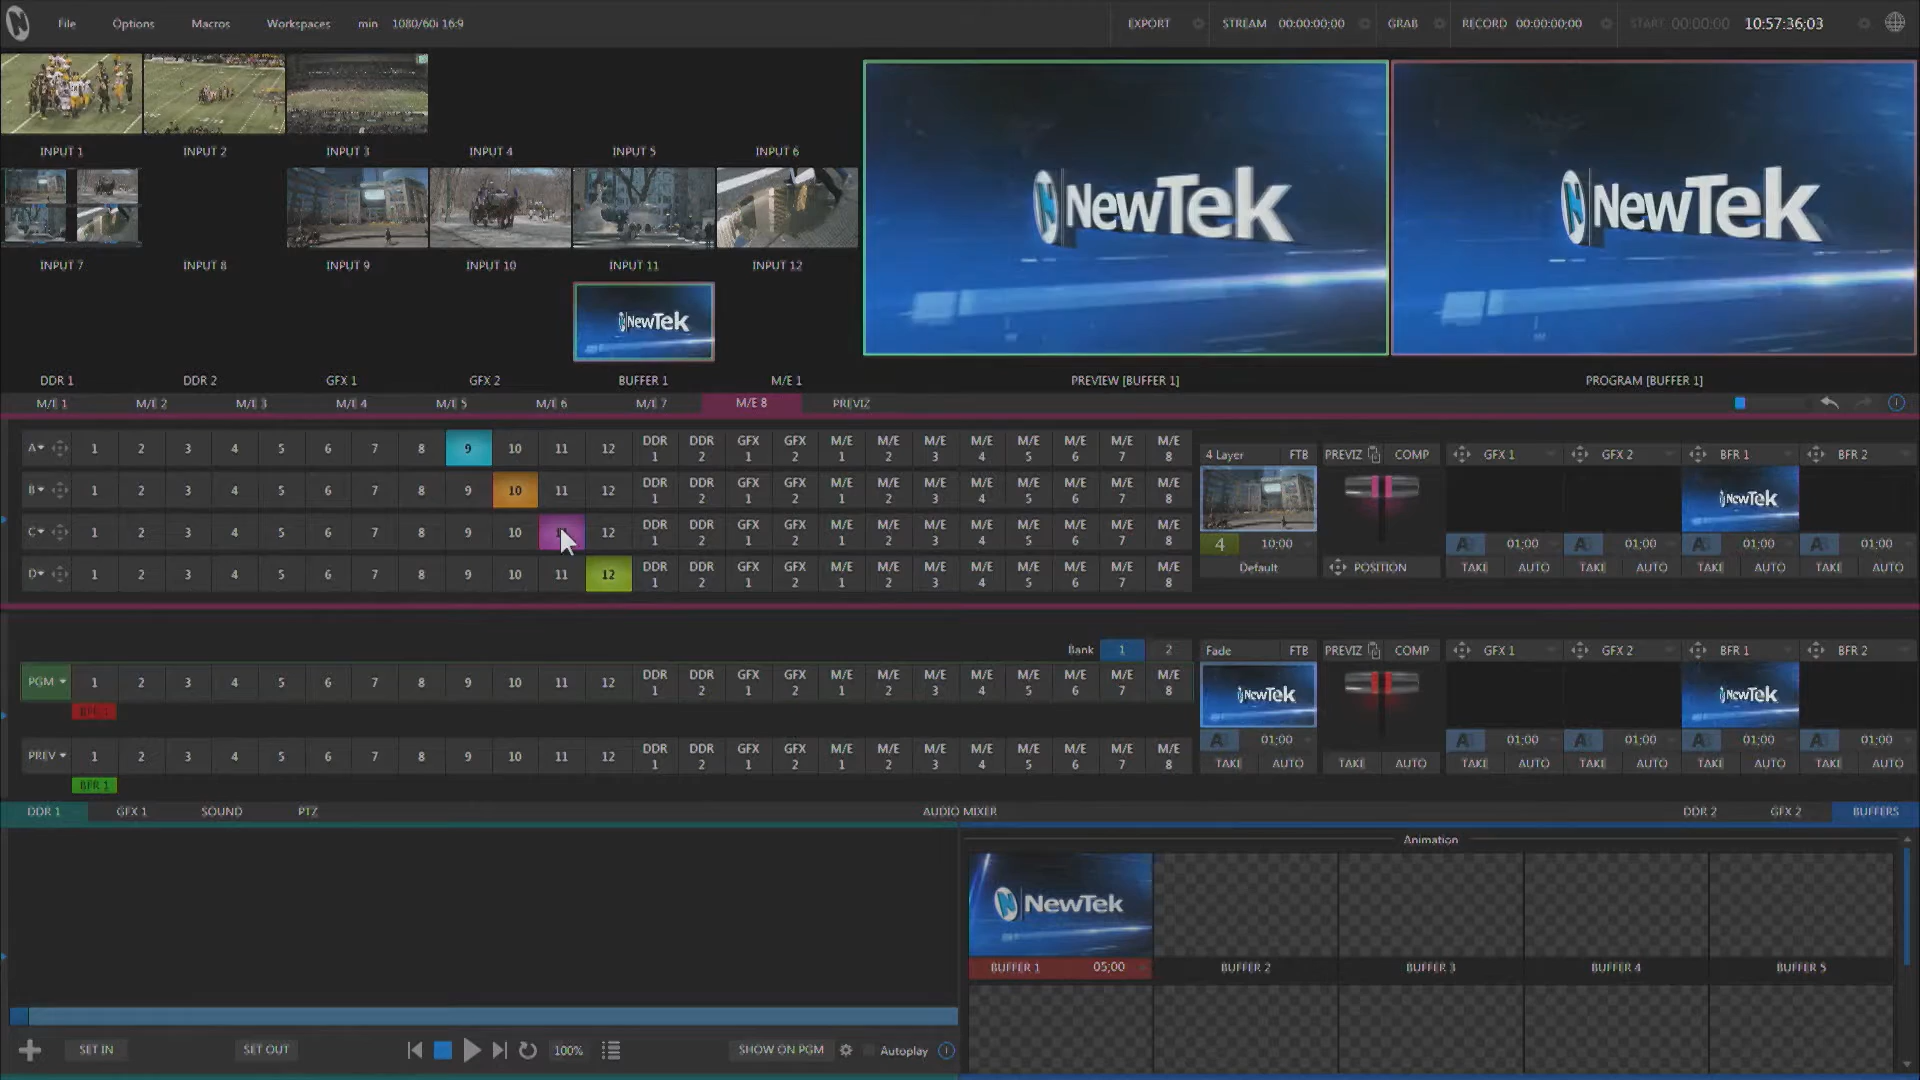 File Options Macros Workspaces min 1080/60i 16:9 EXPORT STREAM 00:00:00;00 GRAB RECORD 00:00:00;00 START 00:00:00 10:57:36;03
INPUT 1 INPUT 2 INPUT 3 INPUT 4 INPUT 5 INPUT 6
NewTek NewTek
INPUT 7 INPUT 8 INPUT 9 INPUT 10 INPUT 11 INPUT 12
NewTek
DDR 1 DDR 2 GFX 1 GFX 2 BUFFER 1 M/E 1 PREVIEW [BUFFER 1] PROGRAM [BUFFER 1]
M/E 1 M/E 2 M/E 3 M/E 4 M/E 5 M/E 6 M/E 7 M/E 8 PREVIZ
A 1 2 3 4 5 6 7 8 9 10 11 12 DDR 1 DDR 2 GFX 1 GFX 2 M/E 1 M/E 2 M/E 3 M/E 4 M/E 5 M/E 6 M/E 7 M/E 8
B 1 2 3 4 5 6 7 8 9 10 11 12 DDR 1 DDR 2 GFX 1 GFX 2 M/E 1 M/E 2 M/E 3 M/E 4 M/E 5 M/E 6 M/E 7 M/E 8
C 1 2 3 4 5 6 7 8 9 10 12 DDR 1 DDR 2 GFX 1 GFX 2 M/E 1 M/E 2 M/E 3 M/E 4 M/E 5 M/E 6 M/E 7 M/E 8
D 1 2 3 4 5 6 7 8 9 10 11 12 DDR 1 DDR 2 GFX 1 GFX 2 M/E 1 M/E 2 M/E 3 M/E 4 M/E 5 M/E 6 M/E 7 M/E 8
4 Layer FTB PREVIZ COMP GFX 1 GFX 2 BFR 1 BFR 2
NewTek
4 10:00 01;00 01;00 01;00 01;00
Default POSITION TAKE AUTO TAKE AUTO TAKE AUTO TAKE AUTO
Bank 1 2 Fade FTB PREVIZ COMP GFX 1 GFX 2 BFR 1 BFR 2
PGM 1 2 3 4 5 6 7 8 9 10 11 12 DDR 1 DDR 2 GFX 1 GFX 2 M/E 1 M/E 2 M/E 3 M/E 4 M/E 5 M/E 6 M/E 7 M/E 8
NewTek NewTek
BFR 1
01;00 01;00 01;00 01;00 01;00
PREV 1 2 3 4 5 6 7 8 9 10 11 12 DDR 1 DDR 2 GFX 1 GFX 2 M/E 1 M/E 2 M/E 3 M/E 4 M/E 5 M/E 6 M/E 7 M/E 8
TAKE AUTO TAKE AUTO TAKE AUTO TAKE AUTO TAKE AUTO TAKE AUTO
BFR 1
DDR 1 GFX 1 SOUND PTZ AUDIO MIXER DDR 2 GFX 2 BUFFERS
Animation
NewTek
BUFFER 1 05;00 BUFFER 2 BUFFER 3 BUFFER 4 BUFFER 5
SET IN SET OUT 100% SHOW ON PGM Autoplay